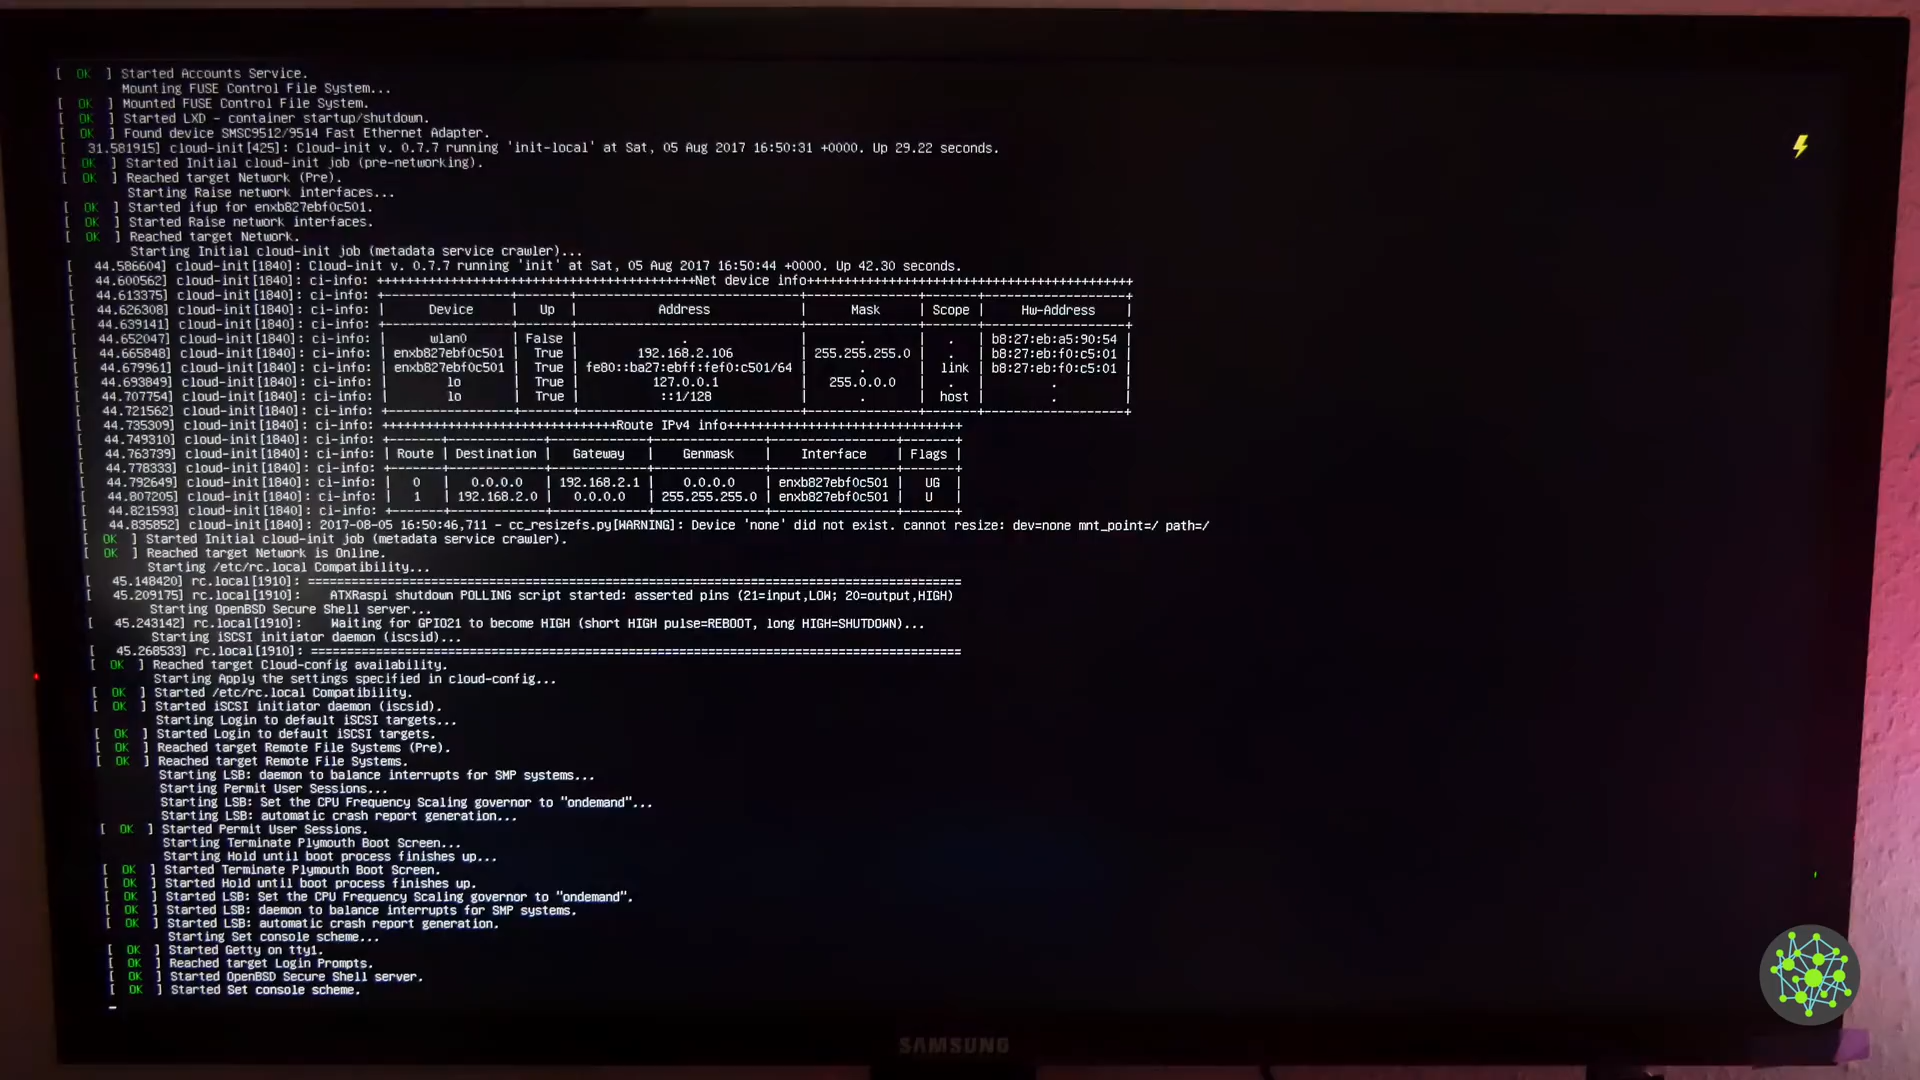 [ OK ] Started Accounts Service.
Mounting FUSE Control File System...
[ OK ] Mounted FUSE Control File System.
[ OK ] Started LXD - container startup/shutdown.
[ OK ] Found device SMSC9512/9514 Fast Ethernet Adapter.
[ 31.581915] cloud-init[425]: Cloud-init v. 0.7.7 running 'init-local' at Sat, 05 Aug 2017 16:50:31 +0000. Up 29.22 seconds.
[ OK ] Started Initial cloud-init job (pre-networking).
[ OK ] Reached target Network (Pre).
Starting Raise network interfaces...
[ OK ] Started ifup for enxb827ebf0c501.
[ OK ] Started Raise network interfaces.
[ OK ] Reached target Network.
Starting Initial cloud-init job (metadata service crawler)...
[ 44.586604] cloud-init[1840]: Cloud-init v. 0.7.7 running 'init' at Sat, 05 Aug 2017 16:50:44 +0000. Up 42.30 seconds.
[ 44.600562] cloud-init[1840]: ci-info: +++++++++++++++++++++++++++++++++++++++++++Net device info++++++++++++++++++++++++++++++++++++++++++++
[ 44.613375] cloud-init[1840]: ci-info: +-----------------+-------+------------------------------+---------------+-------+-------------------+
[ 44.626308] cloud-init[1840]: ci-info: | Device | Up | Address | Mask | Scope | Hw-Address |
[ 44.639141] cloud-init[1840]: ci-info: +-----------------+-------+------------------------------+---------------+-------+-------------------+
[ 44.652047] cloud-init[1840]: ci-info: | wlan0 | False | . | . | . | b8:27:eb:a5:90:54 |
[ 44.665848] cloud-init[1840]: ci-info: | enxb827ebf0c501 | True | 192.168.2.106 | 255.255.255.0 | . | b8:27:eb:f0:c5:01 |
[ 44.679961] cloud-init[1840]: ci-info: | enxb827ebf0c501 | True | fe80::ba27:ebff:fef0:c501/64 | . | link | b8:27:eb:f0:c5:01 |
[ 44.693849] cloud-init[1840]: ci-info: | lo | True | 127.0.0.1 | 255.0.0.0 | . | . |
[ 44.707754] cloud-init[1840]: ci-info: | lo | True | ::1/128 | . | host | . |
[ 44.721562] cloud-init[1840]: ci-info: +-----------------+-------+------------------------------+---------------+-------+-------------------+
[ 44.735309] cloud-init[1840]: ci-info: +++++++++++++++++++++++++++++++Route IPv4 info++++++++++++++++++++++++++++++++
[ 44.749310] cloud-init[1840]: ci-info: +-------+-------------+-------------+---------------+-----------------+-------+
[ 44.763739] cloud-init[1840]: ci-info: | Route | Destination | Gateway | Genmask | Interface | Flags |
[ 44.778333] cloud-init[1840]: ci-info: +-------+-------------+-------------+---------------+-----------------+-------+
[ 44.792649] cloud-init[1840]: ci-info: | 0 | 0.0.0.0 | 192.168.2.1 | 0.0.0.0 | enxb827ebf0c501 | UG |
[ 44.807205] cloud-init[1840]: ci-info: | 1 | 192.168.2.0 | 0.0.0.0 | 255.255.255.0 | enxb827ebf0c501 | U |
[ 44.821593] cloud-init[1840]: ci-info: +-------+-------------+-------------+---------------+-----------------+-------+
[ 44.835852] cloud-init[1840]: 2017-08-05 16:50:46,711 - cc_resizefs.py[WARNING]: Device 'none' did not exist. cannot resize: dev=none mnt_point=/ path=/
[ OK ] Started Initial cloud-init job (metadata service crawler).
[ OK ] Reached target Network is Online.
Starting /etc/rc.local Compatibility...
[ 45.148420] rc.local[1910]: ==========================================================================================
[ 45.209175] rc.local[1910]: ATXRaspi shutdown POLLING script started: asserted pins (21=input,LOW; 20=output,HIGH)
Starting OpenBSD Secure Shell server...
[ 45.243142] rc.local[1910]: Waiting for GPIO21 to become HIGH (short HIGH pulse=REBOOT, long HIGH=SHUTDOWN)...
Starting iSCSI initiator daemon (iscsid)...
[ 45.268533] rc.local[1910]: ==========================================================================================
[ OK ] Reached target Cloud-config availability.
Starting Apply the settings specified in cloud-config...
[ OK ] Started /etc/rc.local Compatibility.
[ OK ] Started iSCSI initiator daemon (iscsid).
Starting Login to default iSCSI targets...
[ OK ] Started Login to default iSCSI targets.
[ OK ] Reached target Remote File Systems (Pre).
[ OK ] Reached target Remote File Systems.
Starting LSB: daemon to balance interrupts for SMP systems...
Starting Permit User Sessions...
Starting LSB: Set the CPU Frequency Scaling governor to "ondemand"...
Starting LSB: automatic crash report generation...
[ OK ] Started Permit User Sessions.
Starting Terminate Plymouth Boot Screen...
Starting Hold until boot process finishes up...
[ OK ] Started Terminate Plymouth Boot Screen.
[ OK ] Started Hold until boot process finishes up.
[ OK ] Started LSB: Set the CPU Frequency Scaling governor to "ondemand".
[ OK ] Started LSB: daemon to balance interrupts for SMP systems.
[ OK ] Started LSB: automatic crash report generation.
Starting Set console scheme...
[ OK ] Started Getty on tty1.
[ OK ] Reached target Login Prompts.
[ OK ] Started OpenBSD Secure Shell server.
[ OK ] Started Set console scheme.
SAMSUNG